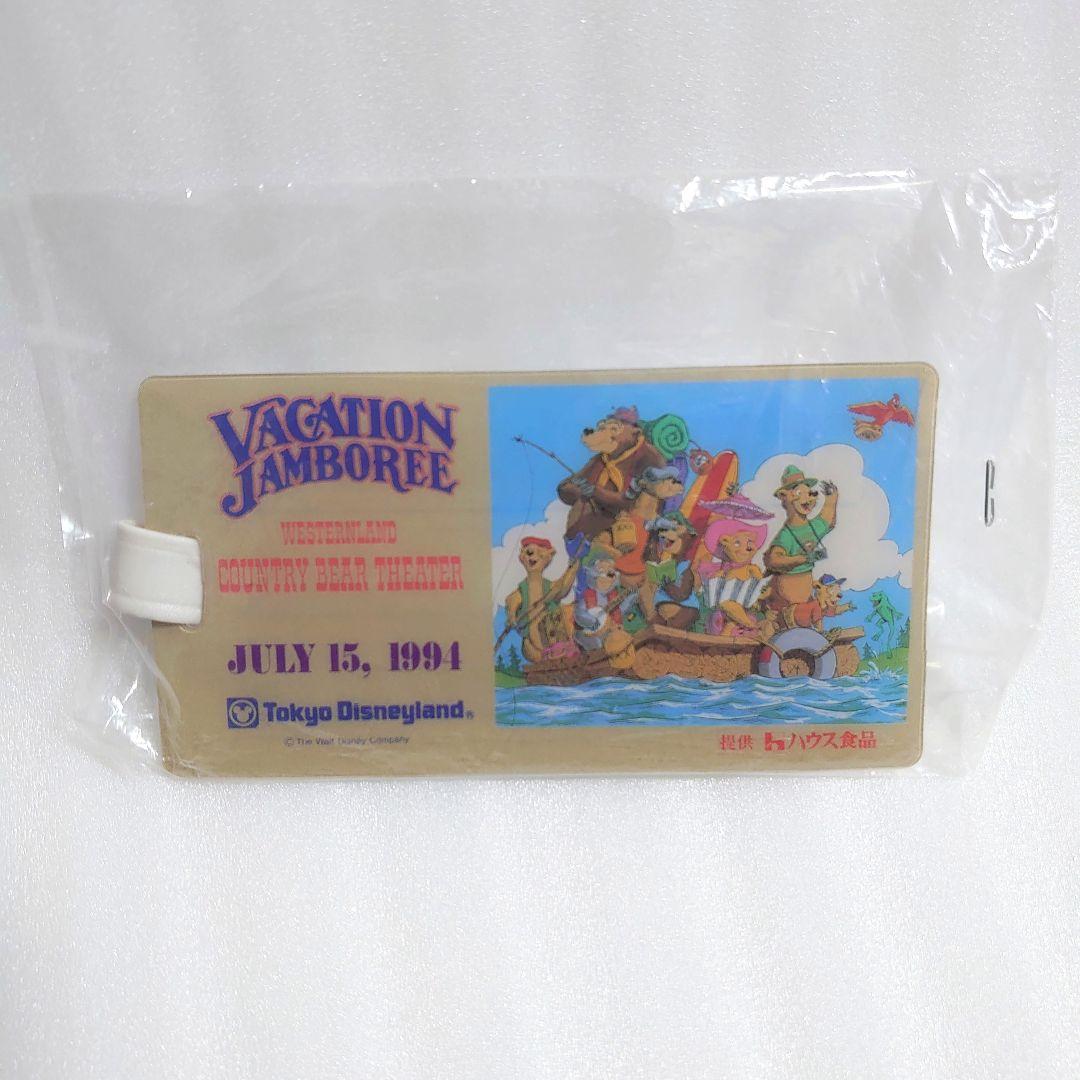 VACATION
JAMBOREE
WESTERNLAND
COUNTRY BEAR THEATER
JULY 15, 1994
Tokyo Disneyland®
© The Walt Disney Company
提供 ハウス食品